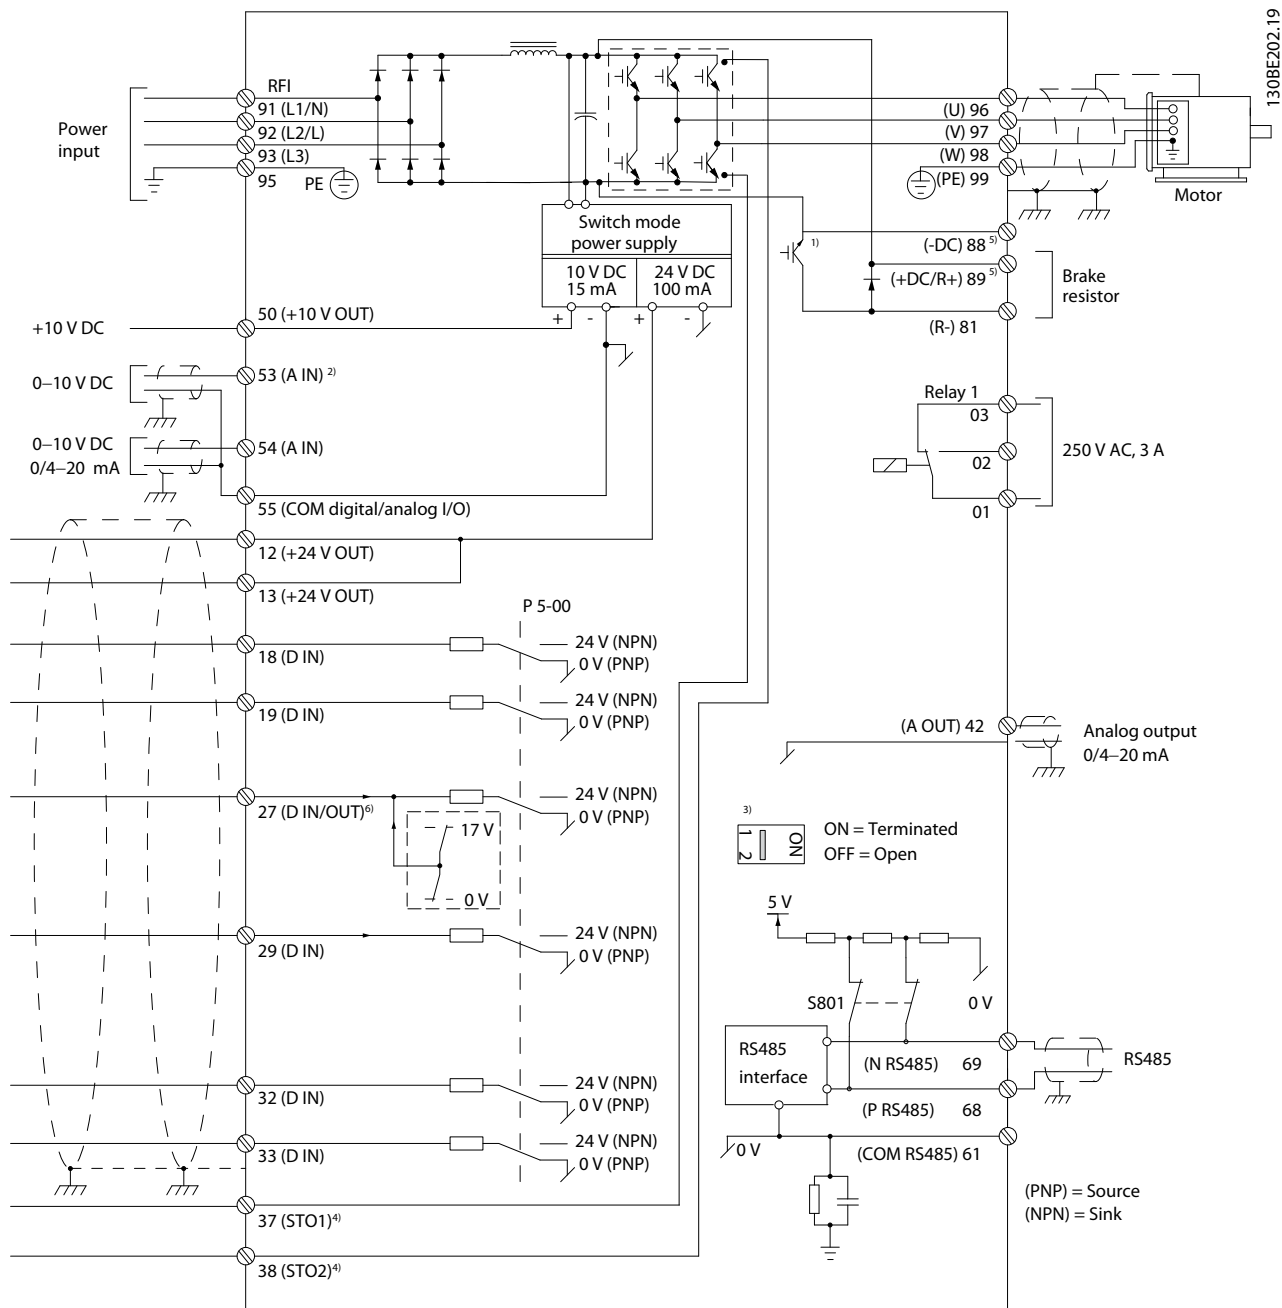 130BE202.19
Power
input
RFI
91 (L1/N)
92 (L2/L)
93 (L3)
95
PE
(U) 96
(V) 97
(W) 98
(PE) 99
Motor
Switch mode
power supply
10 V DC
15 mA
24 V DC
100 mA
+ - + -
1)
(-DC) 88 5)
(+DC/R+) 89 5)
(R-) 81
Brake
resistor
+10 V DC
50 (+10 V OUT)
0–10 V DC
53 (A IN) 2)
0–10 V DC
0/4–20 mA
54 (A IN)
55 (COM digital/analog I/O)
Relay 1
03
02
01
250 V AC, 3 A
12 (+24 V OUT)
13 (+24 V OUT)
P 5-00
18 (D IN)
24 V (NPN)
0 V (PNP)
19 (D IN)
24 V (NPN)
0 V (PNP)
(A OUT) 42
Analog output
0/4–20 mA
27 (D IN/OUT) 6)
24 V (NPN)
0 V (PNP)
17 V
0 V
3)
1 2
ON
ON = Terminated
OFF = Open
29 (D IN)
24 V (NPN)
0 V (PNP)
5 V
S801
0 V
RS485
interface
(N RS485) 69
(P RS485) 68
RS485
0 V
(COM RS485) 61
32 (D IN)
24 V (NPN)
0 V (PNP)
33 (D IN)
24 V (NPN)
0 V (PNP)
37 (STO1) 4)
38 (STO2) 4)
(PNP) = Source
(NPN) = Sink